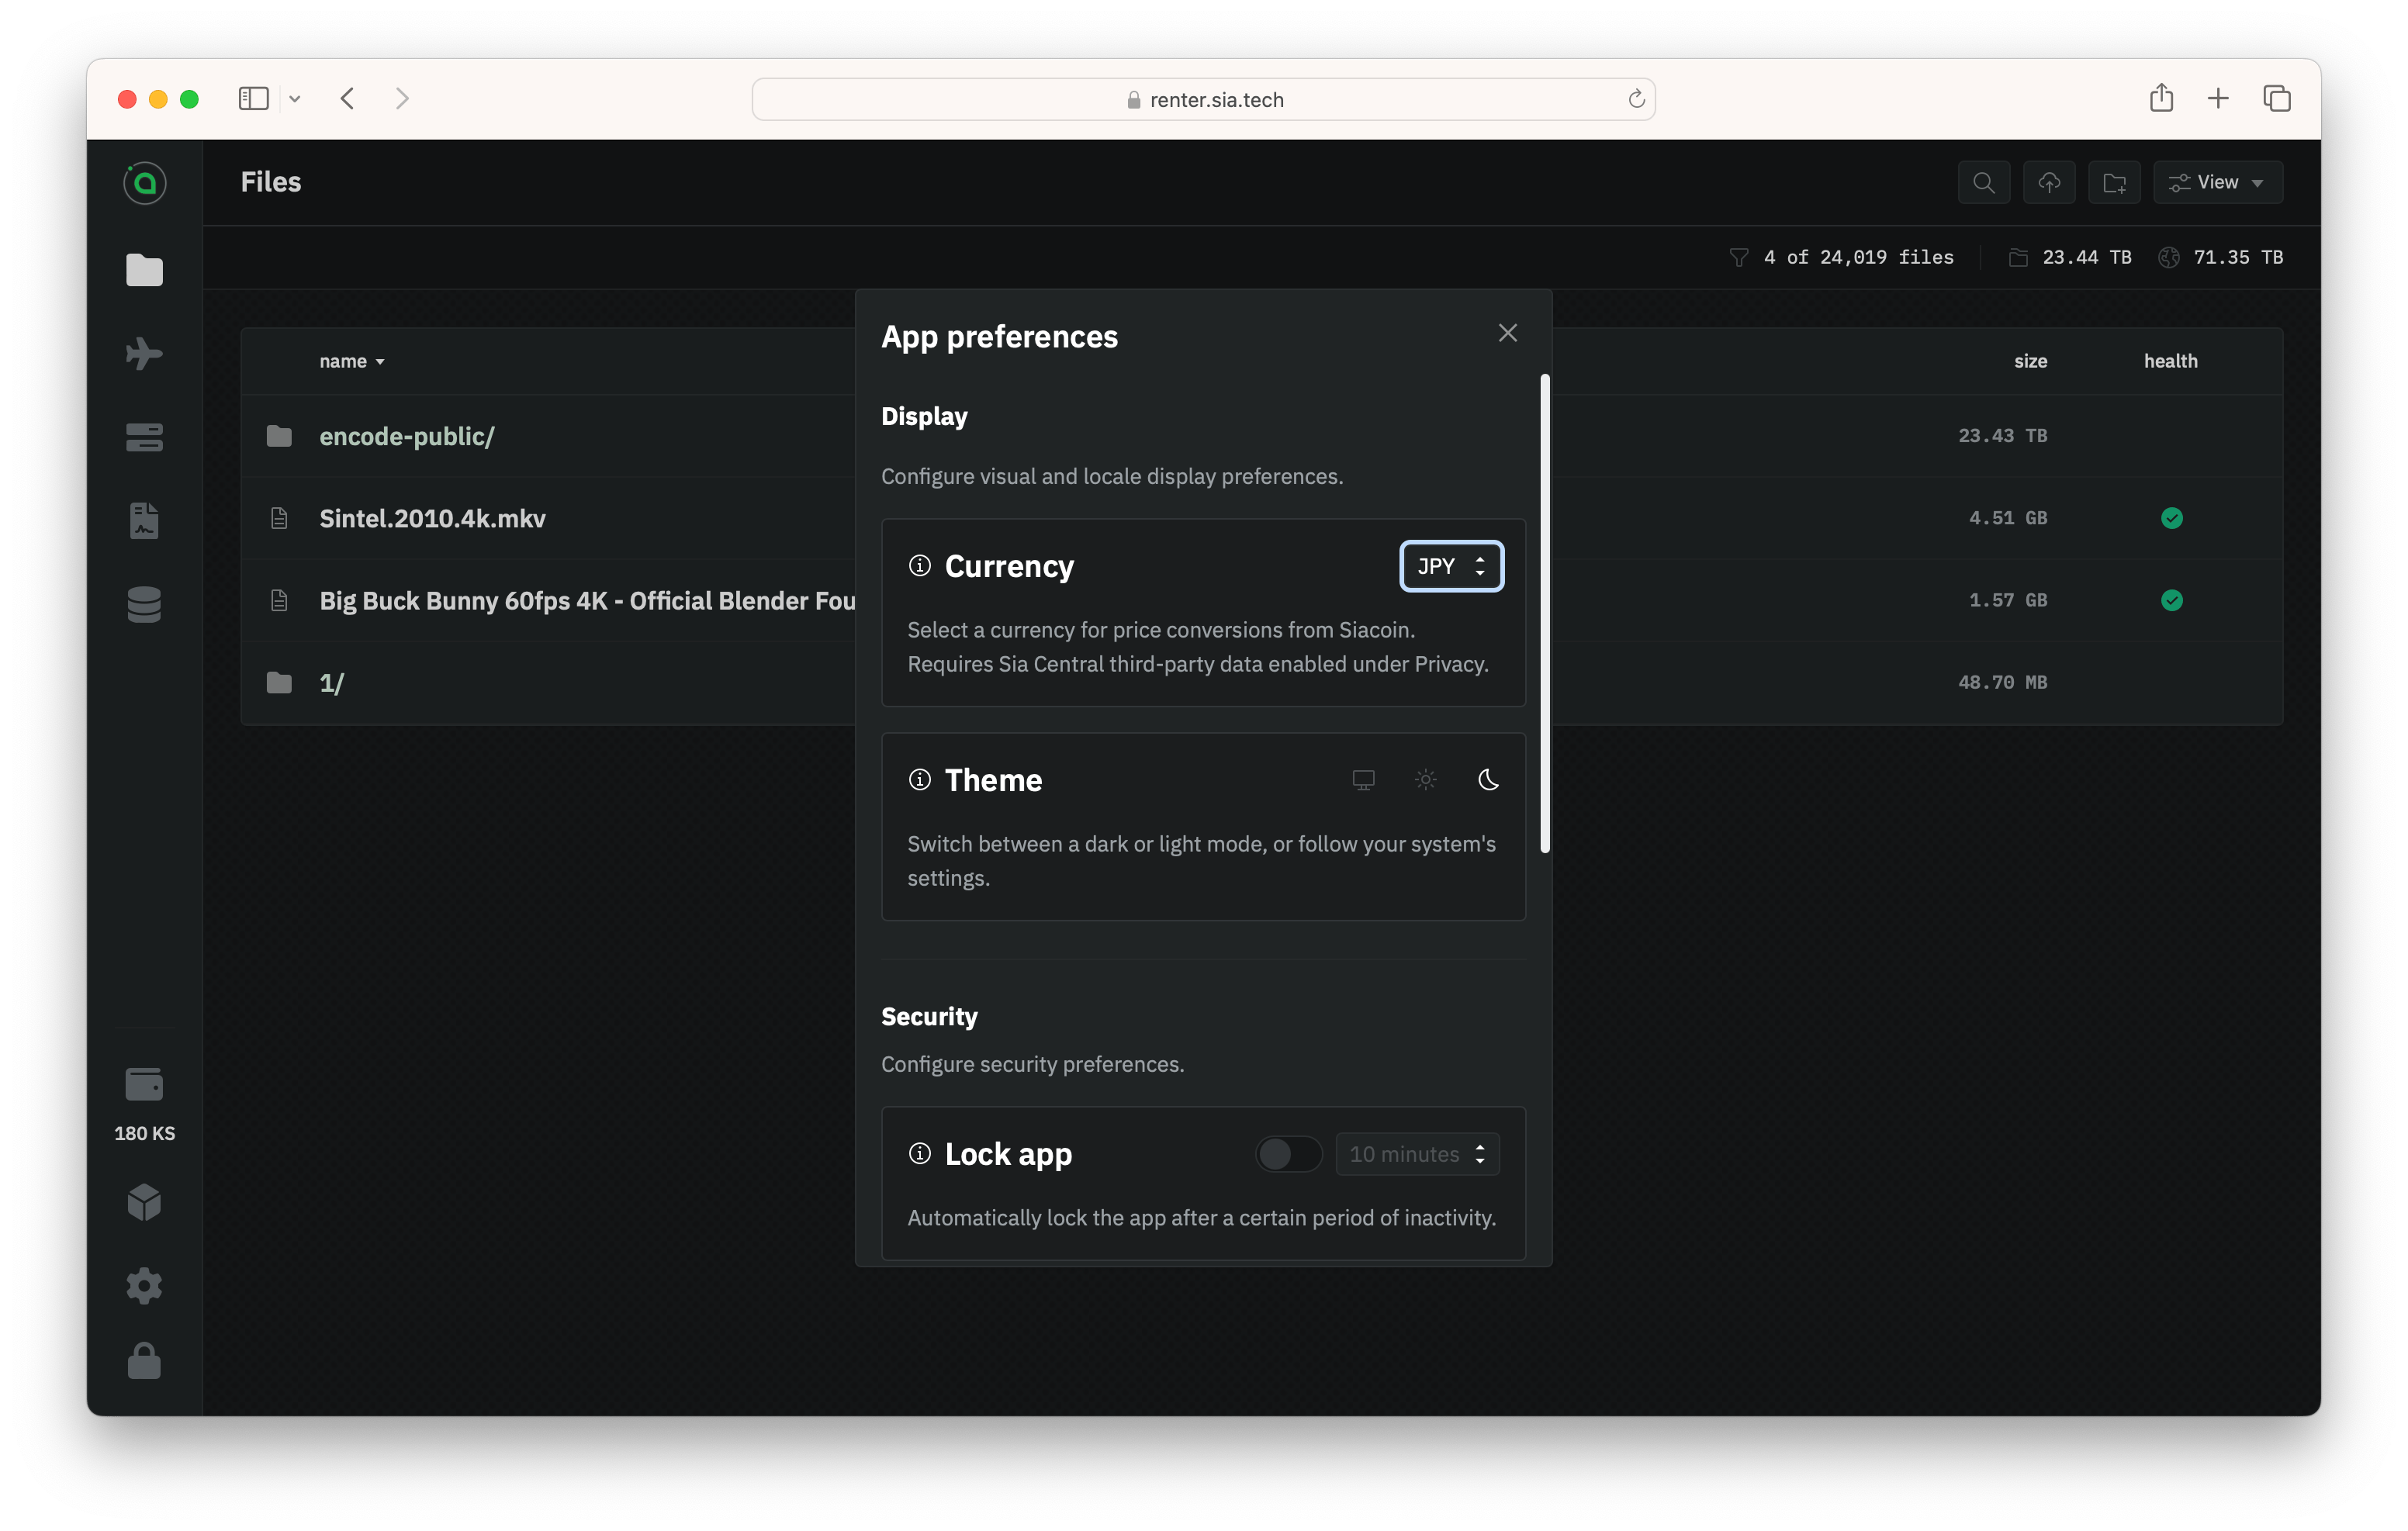 renter.sia.tech
Files
View
4 of 24,019 files
23.44 TB
71.35 TB
name
size
health
encode-public/
23.43 TB
Sintel.2010.4k.mkv
4.51 GB
Big Buck Bunny 60fps 4K - Official Blender Fou
1.57 GB
1/
48.70 MB
180 KS
App preferences
Display
Configure visual and locale display preferences.
Currency
JPY
Select a currency for price conversions from Siacoin.
Requires Sia Central third-party data enabled under Privacy.
Theme
Switch between a dark or light mode, or follow your system's
settings.
Security
Configure security preferences.
Lock app
10 minutes
Automatically lock the app after a certain period of inactivity.